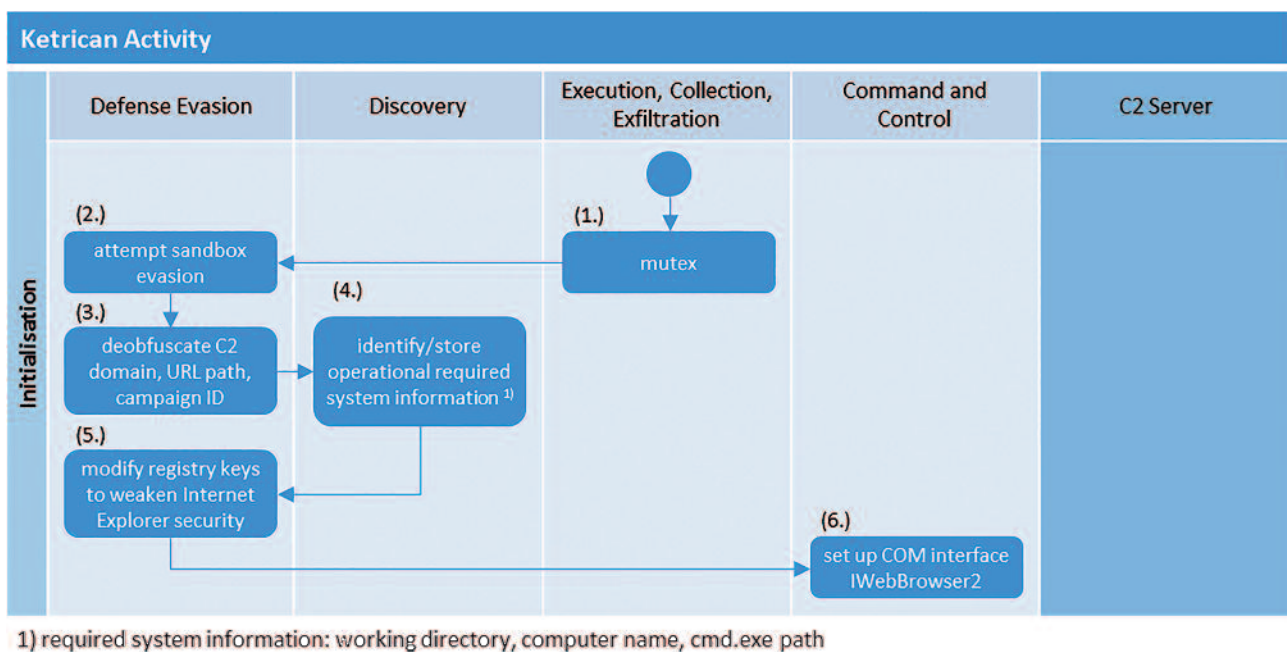 Ketrican Activity
Defense Evasion
Discovery
Execution, Collection,
Exfiltration
Command and
Control
C2 Server
Initialisation
(1.)
mutex
(2.)
attempt sandbox
evasion
(3.)
deobfuscate C2
domain, URL path,
campaign ID
(4.)
identify/store
operational required
system information 1)
(5.)
modify registry keys
to weaken Internet
Explorer security
(6.)
set up COM interface
IWebBrowser2
1) required system information: working directory, computer name, cmd.exe path